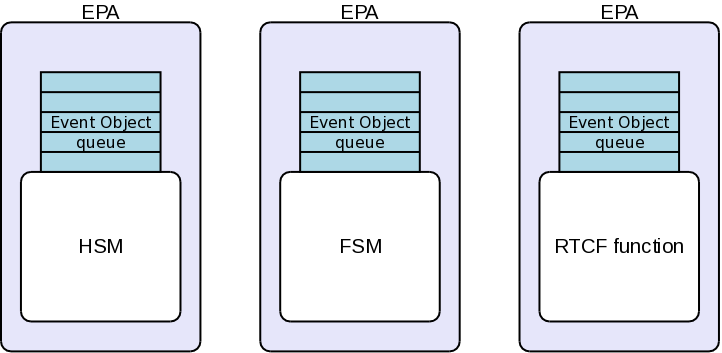 EPA
Event Object
queue
HSM
EPA
Event Object
queue
FSM
EPA
Event Object
queue
RTCF function